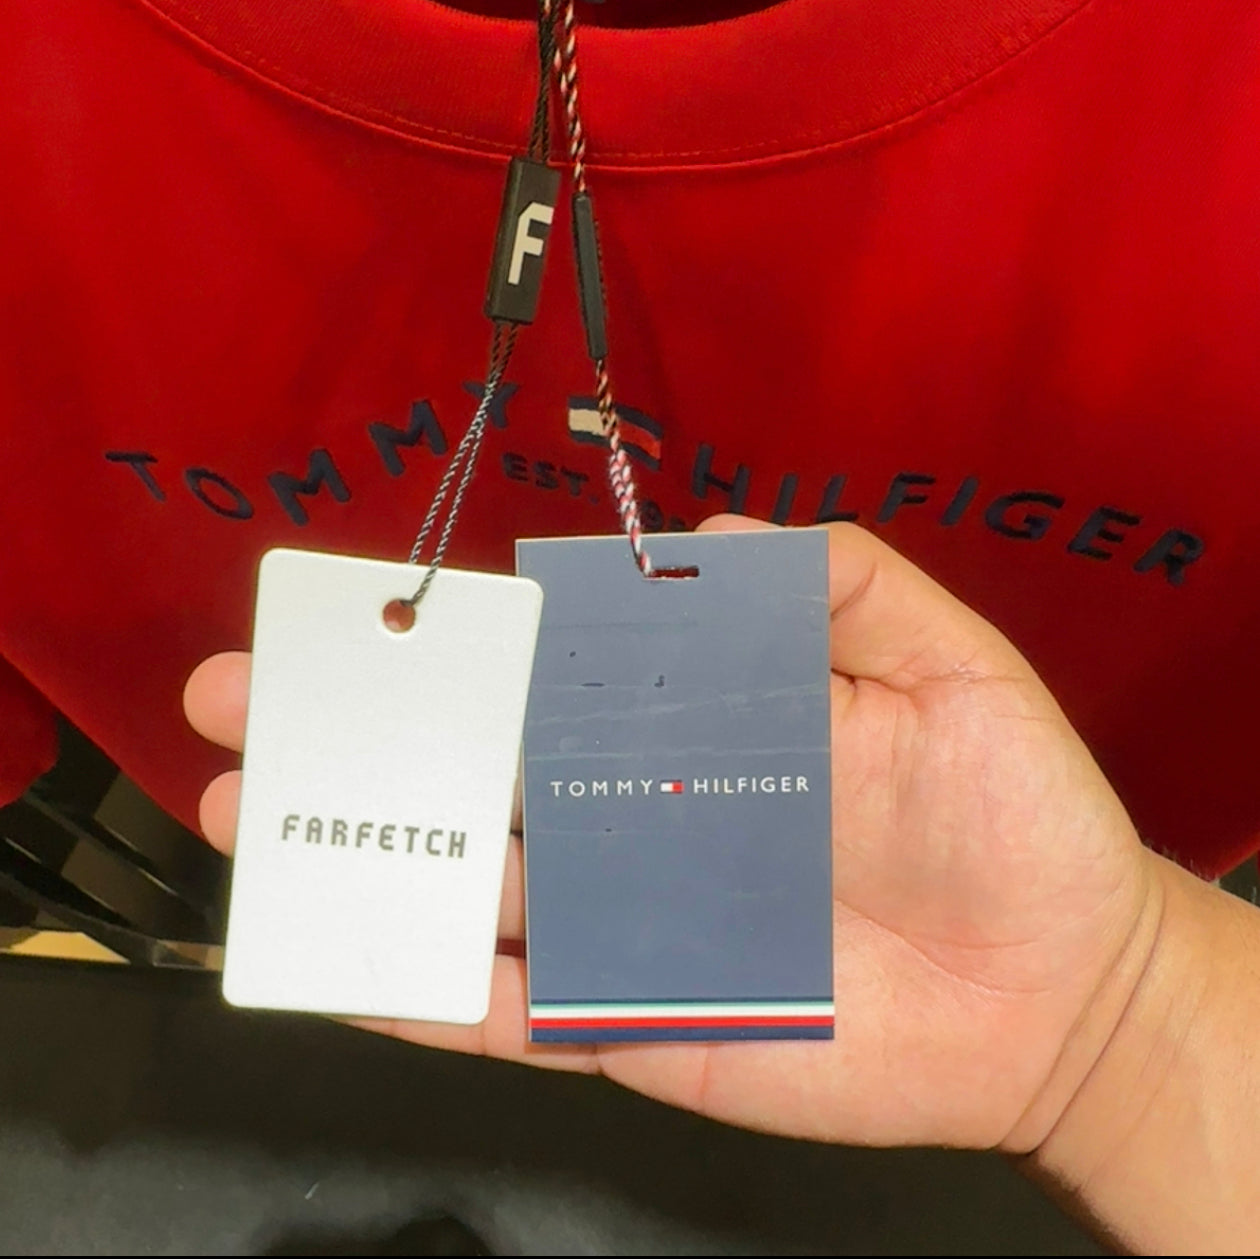 F
TOMMY HILFIGER
EST.
FARFETCH
TOMMY HILFIGER